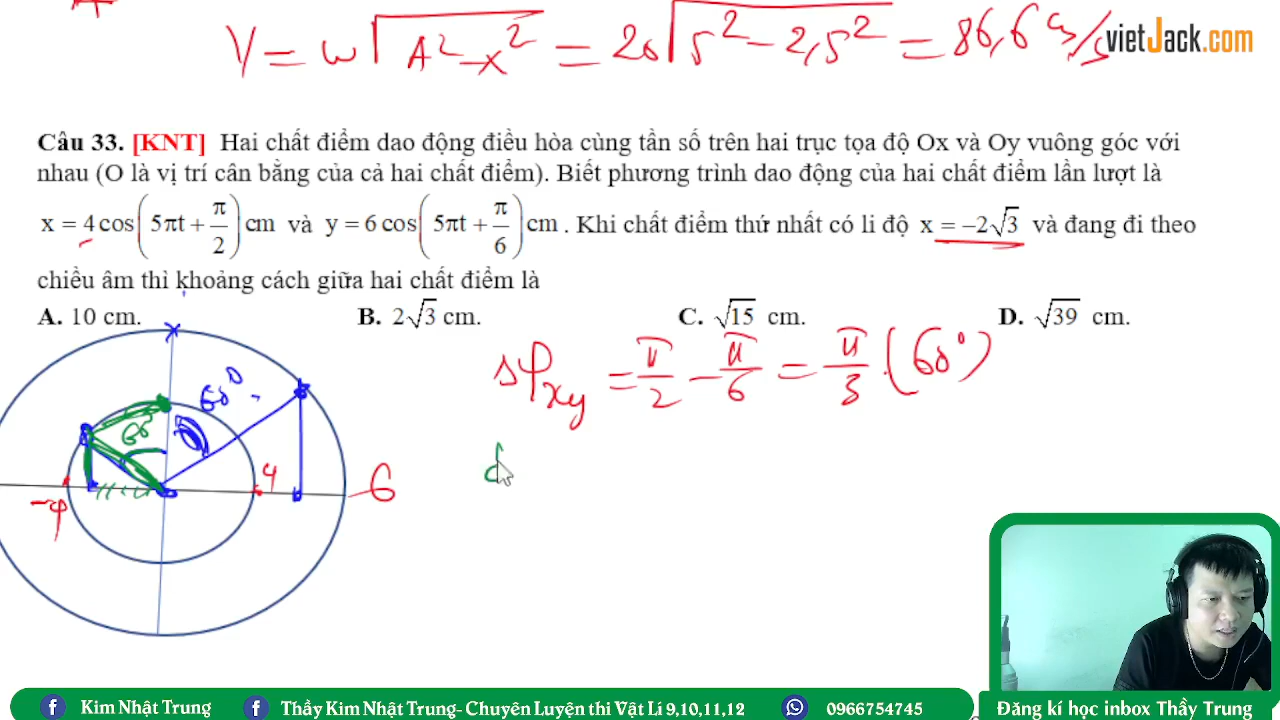 V = ω√(A² - x²) = 20√(5² - 2,5²) = 86,6 cm/s
vietJack.com
Câu 33. [KNT] Hai chất điểm dao động điều hòa cùng tần số trên hai trục tọa độ Ox và Oy vuông góc với
nhau (O là vị trí cân bằng của cả hai chất điểm). Biết phương trình dao động của hai chất điểm lần lượt là
x = 4cos(5πt + π/2) cm và y = 6cos(5πt + π/6) cm. Khi chất điểm thứ nhất có li độ x = −2√3 và đang đi theo
chiều âm thì khoảng cách giữa hai chất điểm là
A. 10 cm. B. 2√3 cm. C. √15 cm. D. √39 cm.
Δφxy = π/2 - π/6 = π/3 (60°)
60°
60°
-4
4
6
d
Kim Nhật Trung
Thầy Kim Nhật Trung- Chuyên Luyện thi Vật Lí 9,10,11,12
0966754745
Đăng kí học inbox Thầy Trung